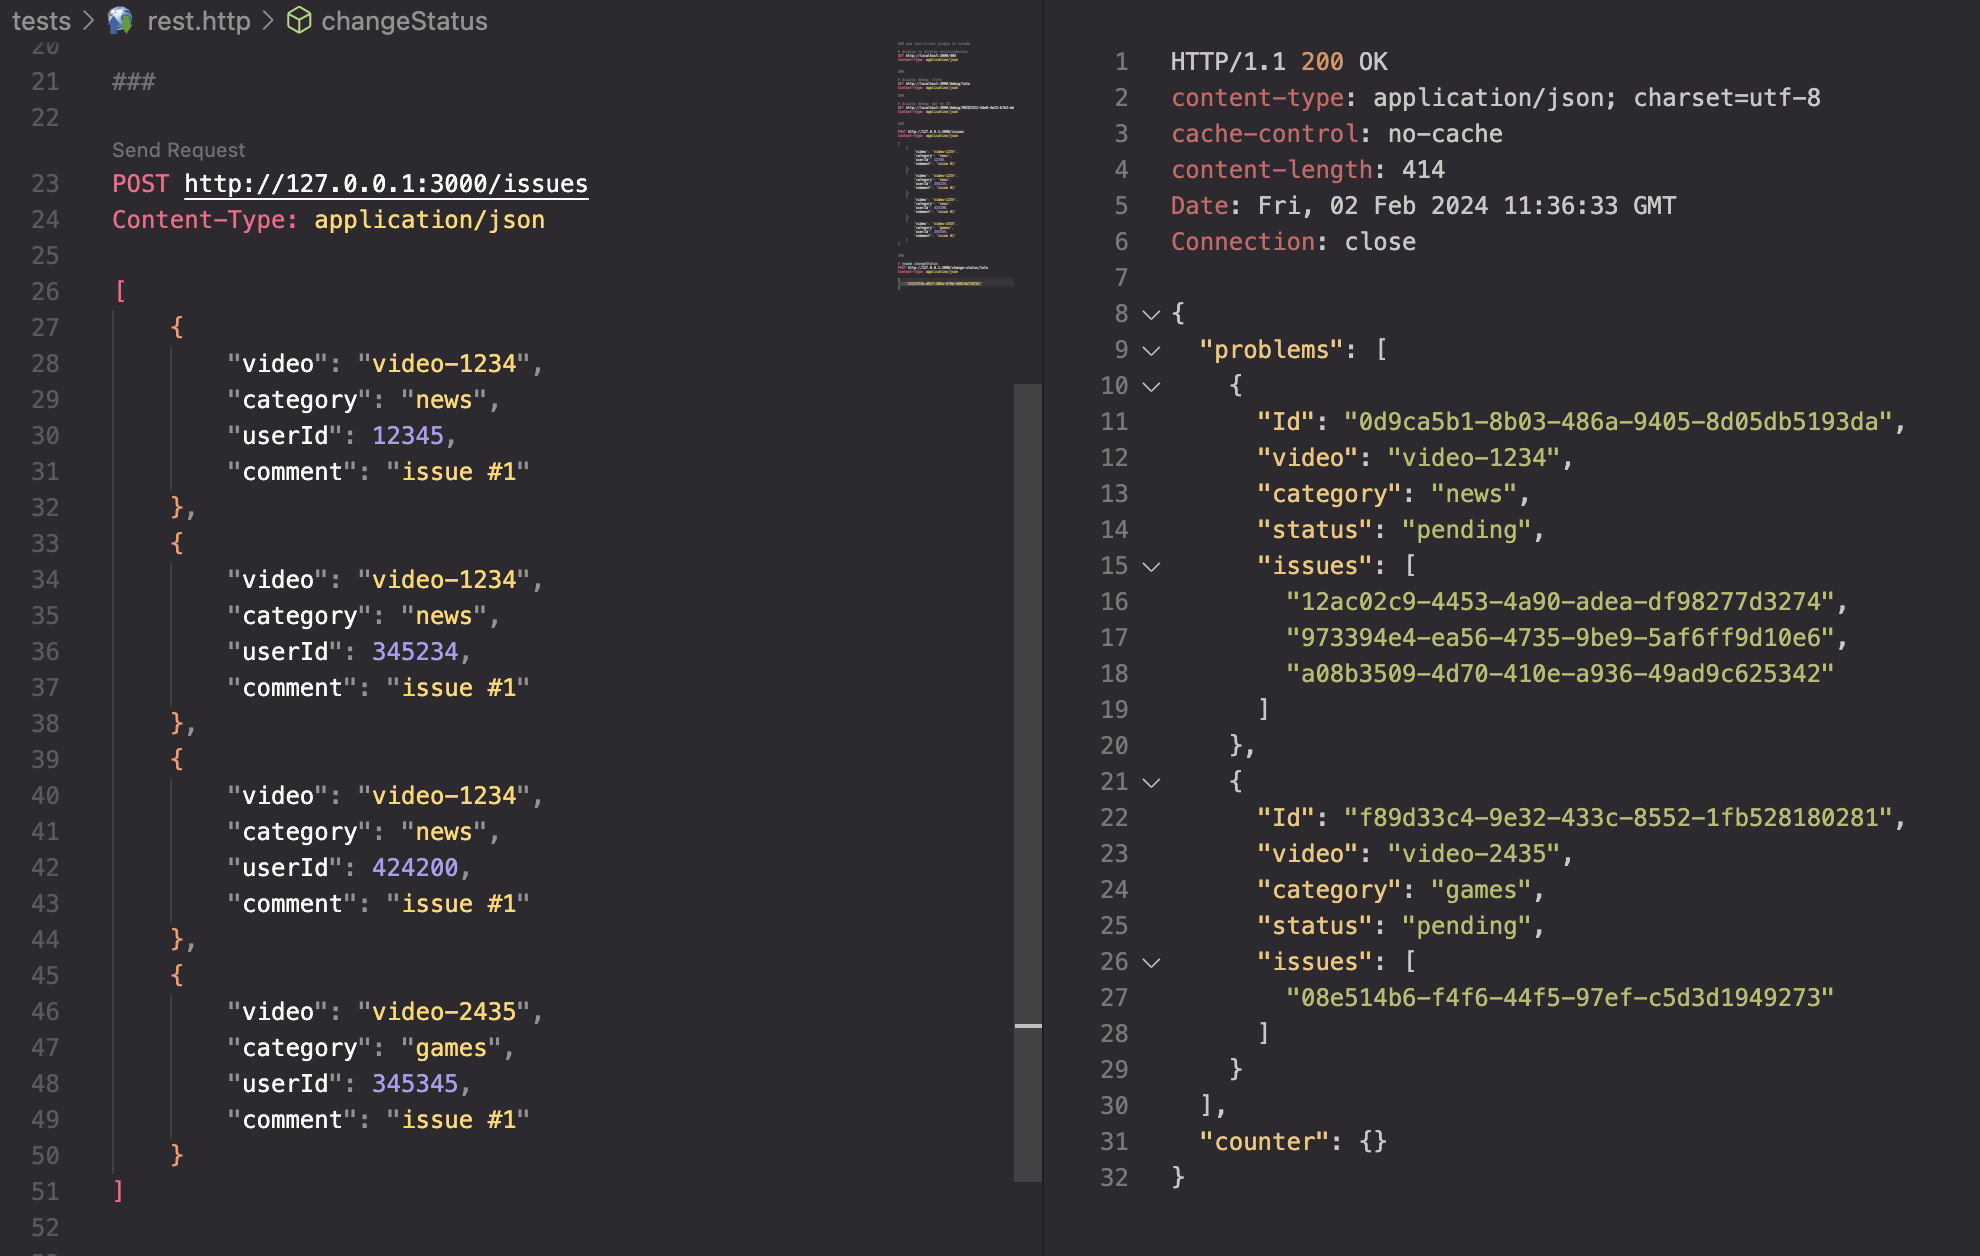 tests > rest.http > changeStatus
20
21 ###
22
Send Request
23 POST http://127.0.0.1:3000/issues
24 Content-Type: application/json
25
26 [
27 {
28 "video": "video-1234",
29 "category": "news",
30 "userId": 12345,
31 "comment": "issue #1"
32 },
33 {
34 "video": "video-1234",
35 "category": "news",
36 "userId": 345234,
37 "comment": "issue #1"
38 },
39 {
40 "video": "video-1234",
41 "category": "news",
42 "userId": 424200,
43 "comment": "issue #1"
44 },
45 {
46 "video": "video-2435",
47 "category": "games",
48 "userId": 345345,
49 "comment": "issue #1"
50 }
51 ]
52
1 HTTP/1.1 200 OK
2 content-type: application/json; charset=utf-8
3 cache-control: no-cache
4 content-length: 414
5 Date: Fri, 02 Feb 2024 11:36:33 GMT
6 Connection: close
7
8 {
9 "problems": [
10 {
11 "Id": "0d9ca5b1-8b03-486a-9405-8d05db5193da",
12 "video": "video-1234",
13 "category": "news",
14 "status": "pending",
15 "issues": [
16 "12ac02c9-4453-4a90-adea-df98277d3274",
17 "973394e4-ea56-4735-9be9-5af6ff9d10e6",
18 "a08b3509-4d70-410e-a936-49ad9c625342"
19 ]
20 },
21 {
22 "Id": "f89d33c4-9e32-433c-8552-1fb528180281",
23 "video": "video-2435",
24 "category": "games",
25 "status": "pending",
26 "issues": [
27 "08e514b6-f4f6-44f5-97ef-c5d3d1949273"
28 ]
29 }
30 ],
31 "counter": {}
32 }